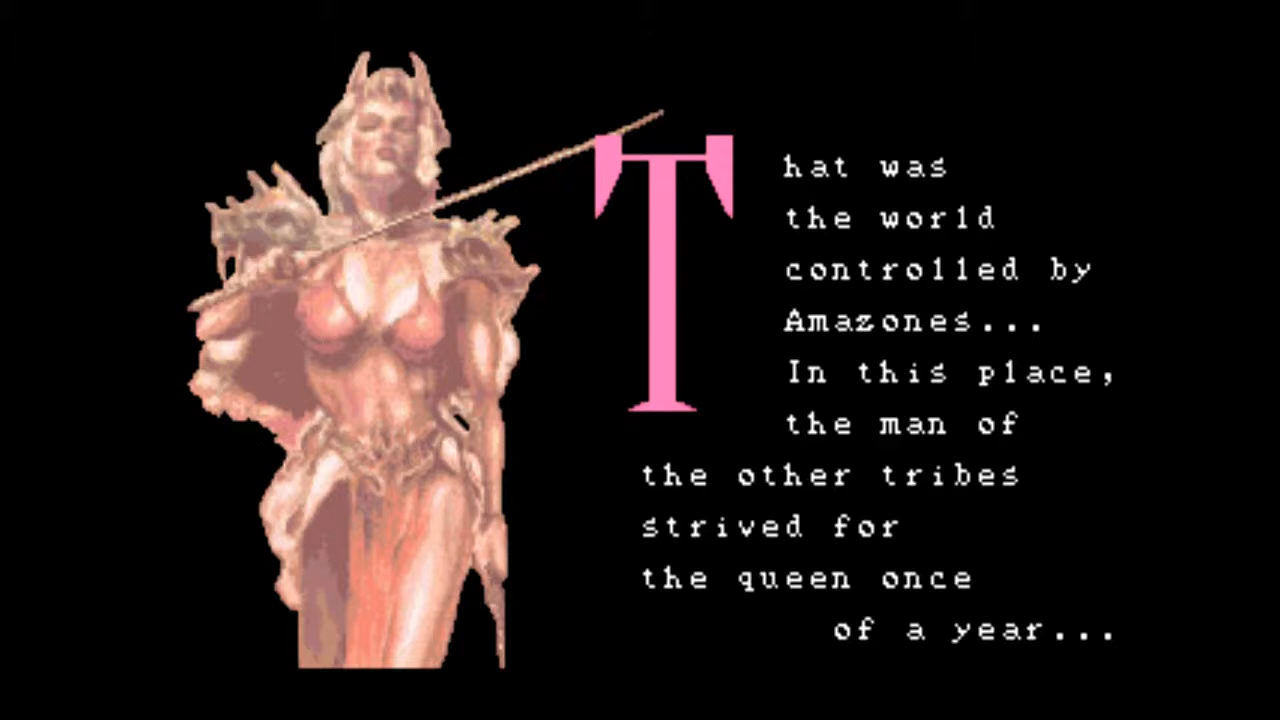 That was
the world
controlled by
Amazones...
In this place,
the man of
the other tribes
strived for
the queen once
of a year...